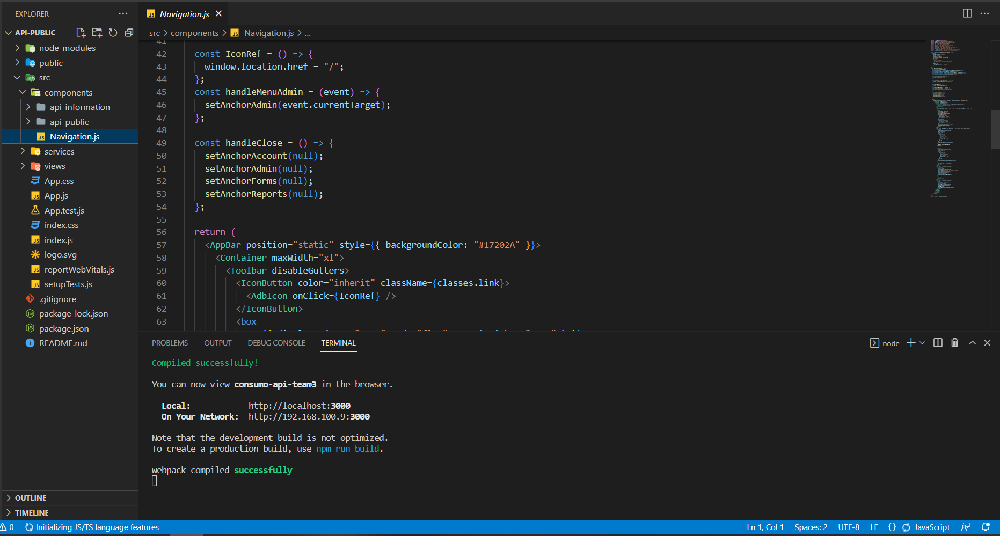 EXPLORER
API-PUBLIC
node_modules
public
src
components
api_information
api_public
Navigation.js
services
views
App.css
App.js
App.test.js
index.css
index.js
logo.svg
reportWebVitals.js
setupTests.js
.gitignore
package-lock.json
package.json
README.md
OUTLINE
TIMELINE
Navigation.js
src > components > Navigation.js > ...
41
42 const IconRef = () => {
43 window.location.href = "/";
44 };
45 const handleMenuAdmin = (event) => {
46 setAnchorAdmin(event.currentTarget);
47 };
48
49 const handleClose = () => {
50 setAnchorAccount(null);
51 setAnchorAdmin(null);
52 setAnchorForms(null);
53 setAnchorReports(null);
54 };
55
56 return (
57 <AppBar position="static" style={{ backgroundColor: "#17202A" }}>
58 <Container maxWidth="xl">
59 <Toolbar disableGutters>
60 <IconButton color="inherit" className={classes.link}>
61 <AdbIcon onClick={IconRef} />
62 </IconButton>
63 <box
PROBLEMS OUTPUT DEBUG CONSOLE TERMINAL
node
Compiled successfully!
You can now view consumo-api-team3 in the browser.
Local: http://localhost:3000
On Your Network: http://192.168.100.9:3000
Note that the development build is not optimized.
To create a production build, use npm run build.
webpack compiled successfully
0 Initializing JS/TS language features
Ln 1, Col 1 Spaces: 2 UTF-8 LF {} JavaScript